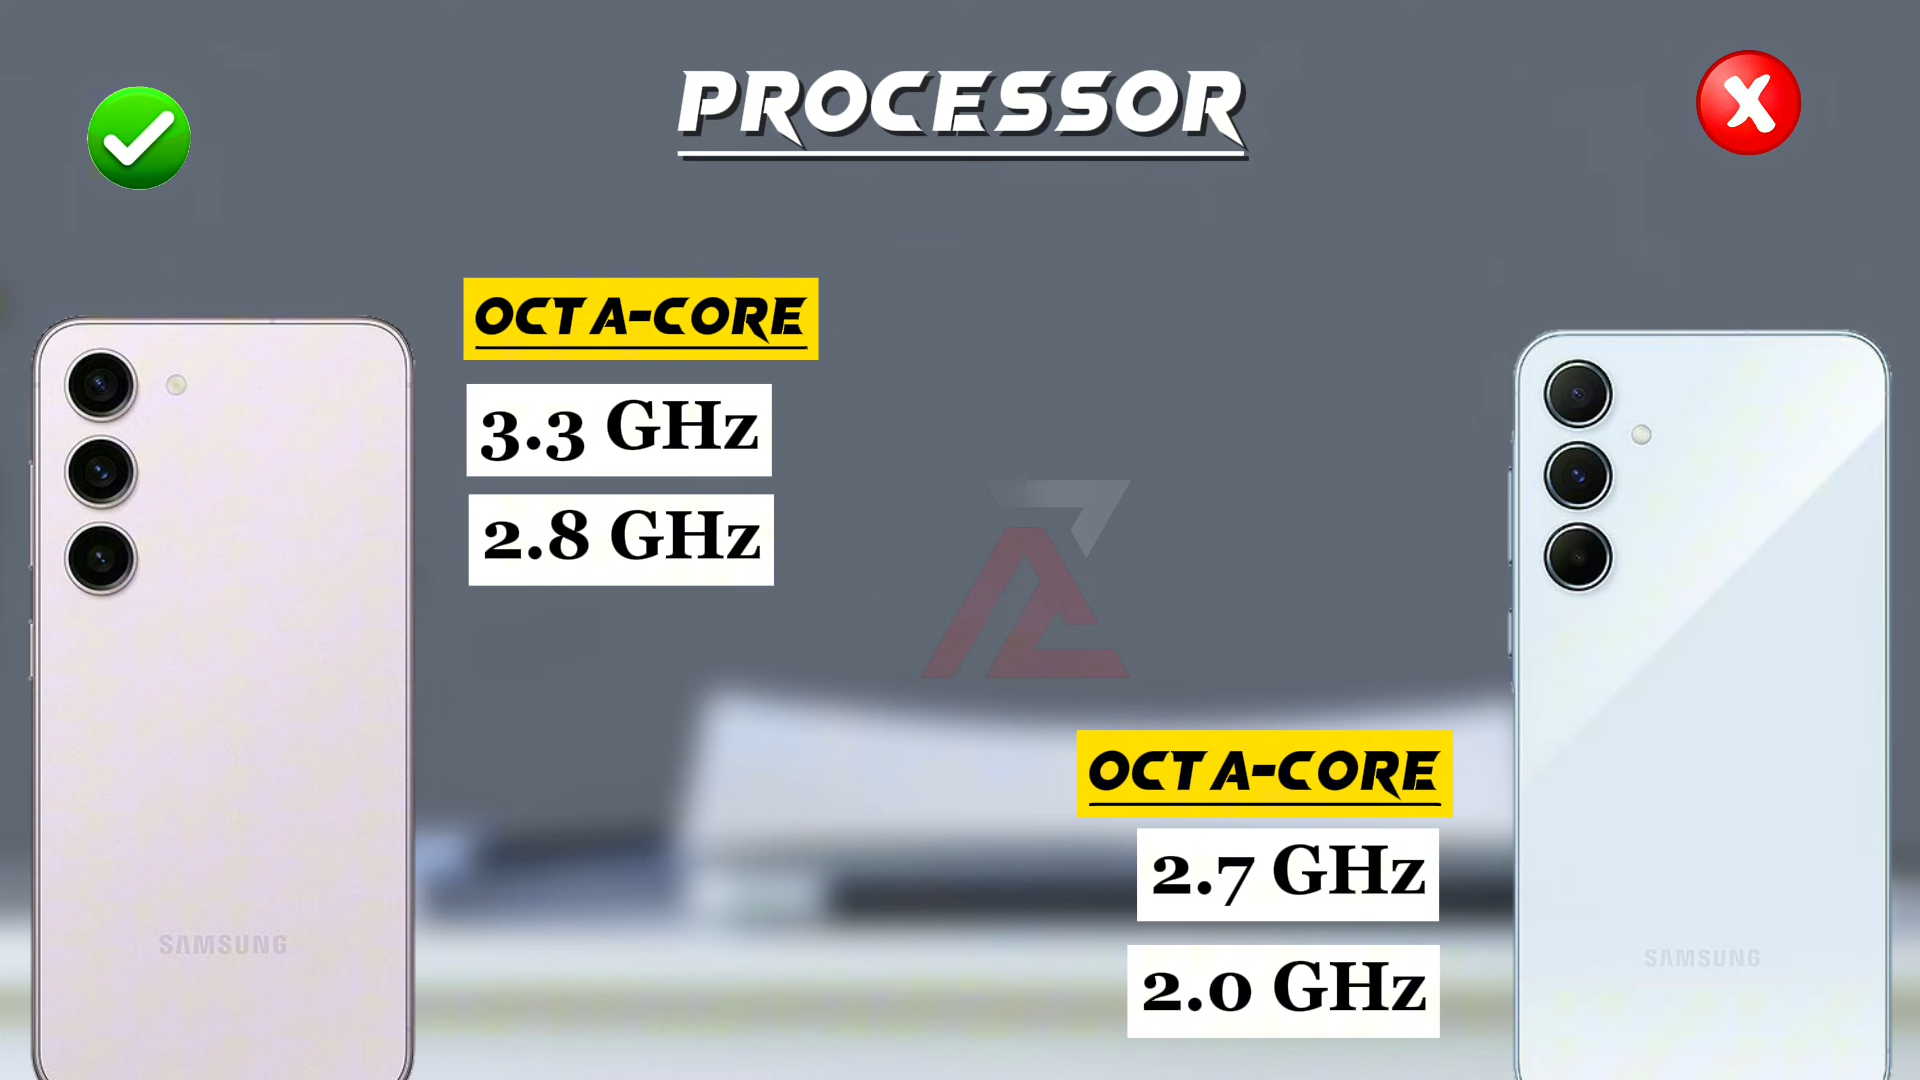 PROCESSOR
OCTA-CORE
3.3 GHz
2.8 GHz
OCTA-CORE
2.7 GHz
2.0 GHz
SAMSUNG
SAMSUNG